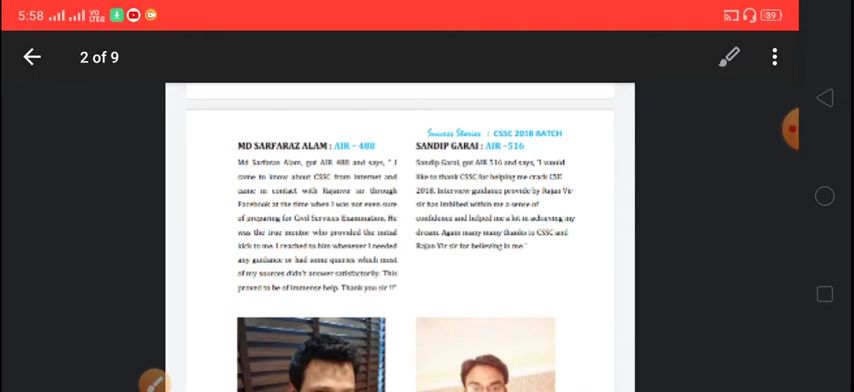 5:58
VO
LTE
39
2 of 9
Success Stories : CSSC 2018 BATCH
MD SARFARAZ ALAM : AIR - 488
Md Sarfaraz Alam, got AIR 488 and says, " I
came to know about CSSC from Internet and
came in contact with Rajanvir sir through
Facebook at the time when I was not even sure
of preparing for Civil Services Examination. He
was the true mentor who provided the initial
kick to me. I reached to him whenever I needed
any guidance or had some queries which most
of my sources didn't answer satisfactorily. This
proved to be of immense help. Thank you sir !!"
SANDIP GARAI : AIR -516
Sandip Garai, got AIR 516 and says, "I would
like to thank CSSC for helping me crack CSE
2018. Interview guidance provide by Rajan Vir
sir has imbibed within me a sense of
confidence and helped me a lot in achieving my
dream. Again many many thanks to CSSC and
Rajan Vir sir for believing in me."